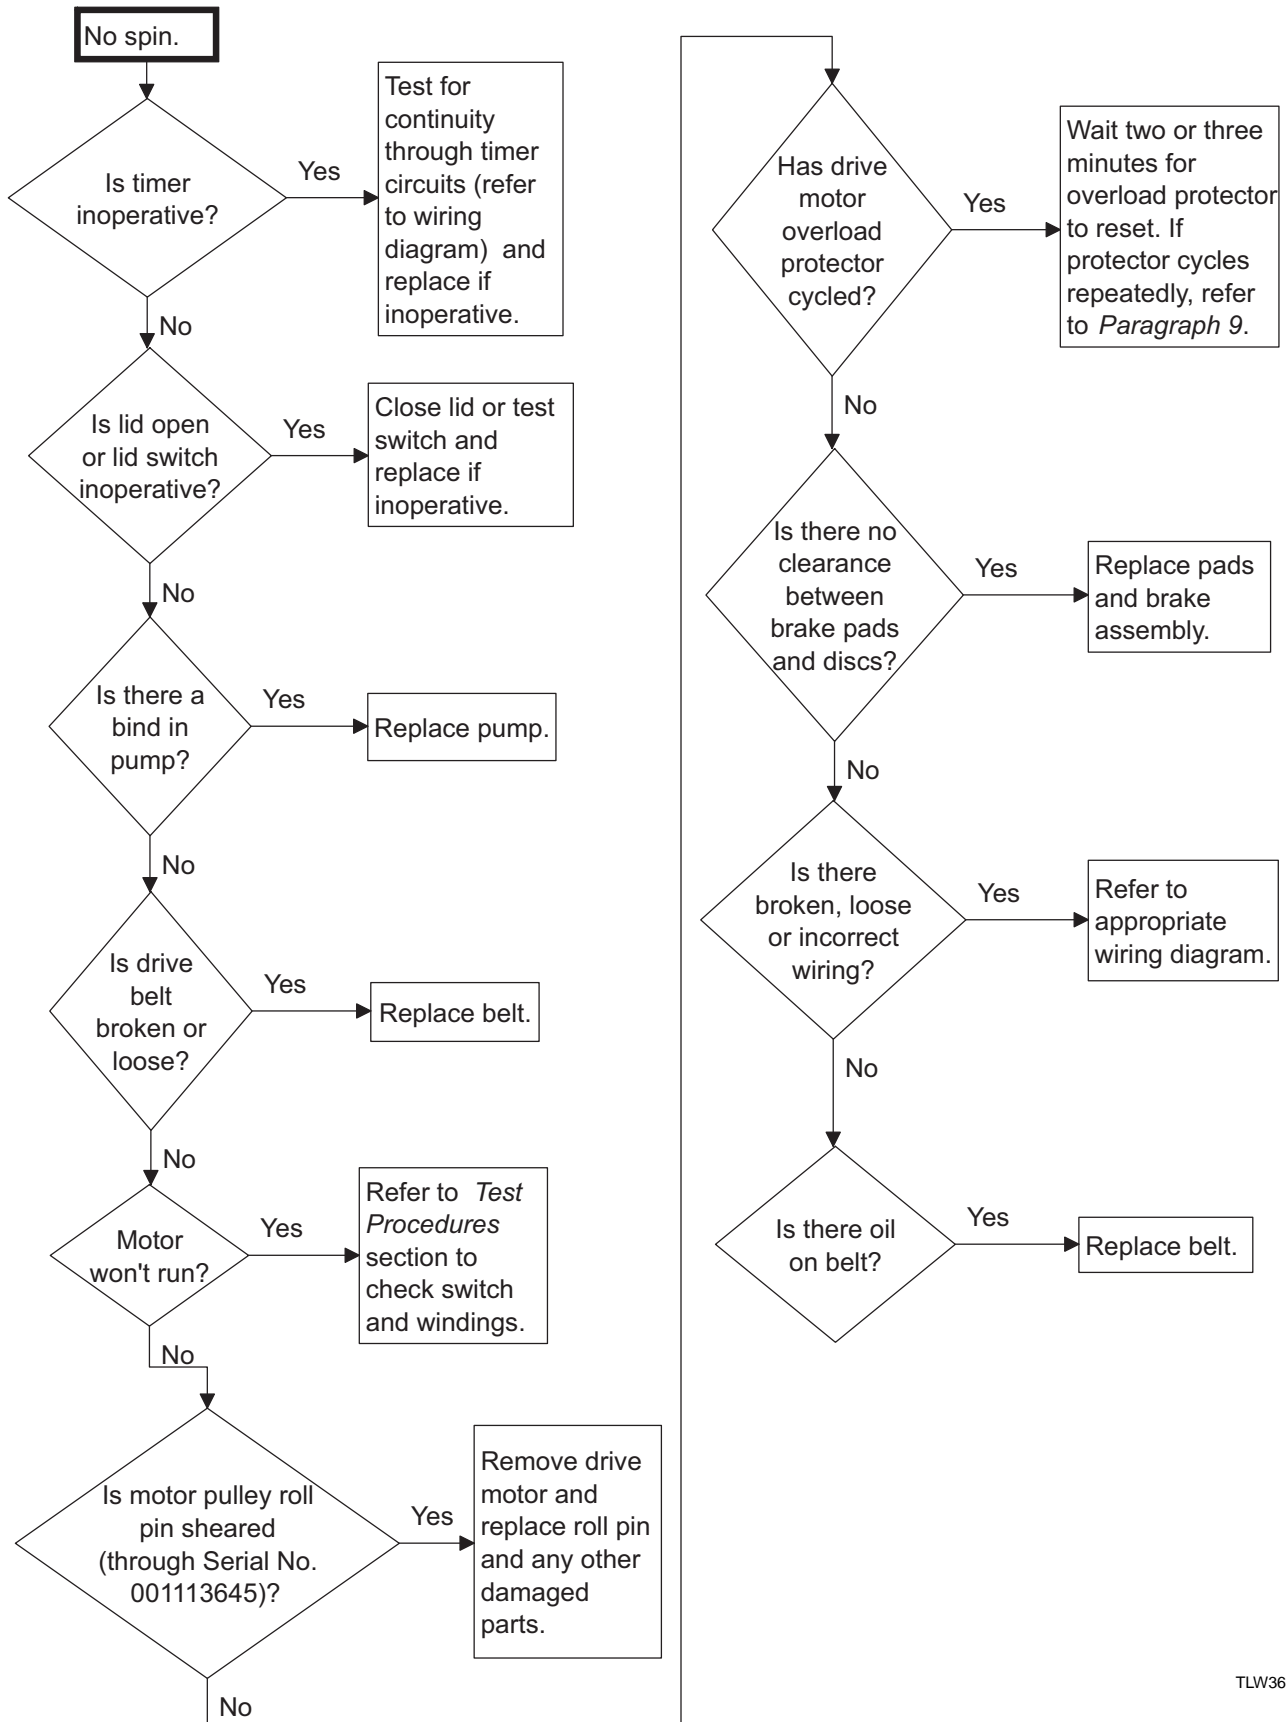 No spin.
Is timer
inoperative?
Yes
Test for
continuity
through timer
circuits (refer
to wiring
diagram) and
replace if
inoperative.
No
Is lid open
or lid switch
inoperative?
Yes
Close lid or test
switch and
replace if
inoperative.
No
Is there a
bind in
pump?
Yes
Replace pump.
No
Is drive
belt
broken or
loose?
Yes
Replace belt.
No
Motor
won't run?
Yes
Refer to Test
Procedures
section to
check switch
and windings.
No
Is motor pulley roll
pin sheared
(through Serial No.
001113645)?
Yes
Remove drive
motor and
replace roll pin
and any other
damaged
parts.
No
Has drive
motor
overload
protector
cycled?
Yes
Wait two or three
minutes for
overload protector
to reset. If
protector cycles
repeatedly, refer
to Paragraph 9.
No
Is there no
clearance
between
brake pads
and discs?
Yes
Replace pads
and brake
assembly.
No
Is there
broken, loose
or incorrect
wiring?
Yes
Refer to
appropriate
wiring diagram.
No
Is there oil
on belt?
Yes
Replace belt.
TLW36